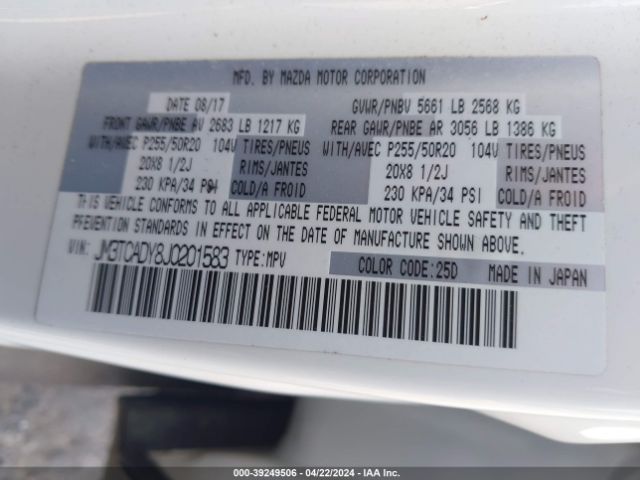 MFD. BY MAZDA MOTOR CORPORATION
DATE 08/17 GVWR/PNBV 5661 LB 2568 KG
FRONT GAWR/PNBE AV 2683 LB 1217 KG REAR GAWR/PNBE AR 3056 LB 1386 KG
WITH/AVEC P255/50R20 104V TIRES/PNEUS WITH/AVEC P255/50R20 104V TIRES/PNEUS
20X8 1/2J RIMS/JANTES 20X8 1/2J RIMS/JANTES
230 KPA/34 PSI COLD/A FROID 230 KPA/34 PSI COLD/A FROID
THIS VEHICLE CONFORMS TO ALL APPLICABLE FEDERAL MOTOR VEHICLE SAFETY AND THEFT
PREVENTION STANDARDS IN EFFECT ON THE DATE OF MANUFACTURE SHOWN ABOVE.
VIN: JM3TCADY8J0201583 TYPE:MPV COLOR CODE:25D MADE IN JAPAN
000-39249506 - 04/22/2024 - IAA Inc.